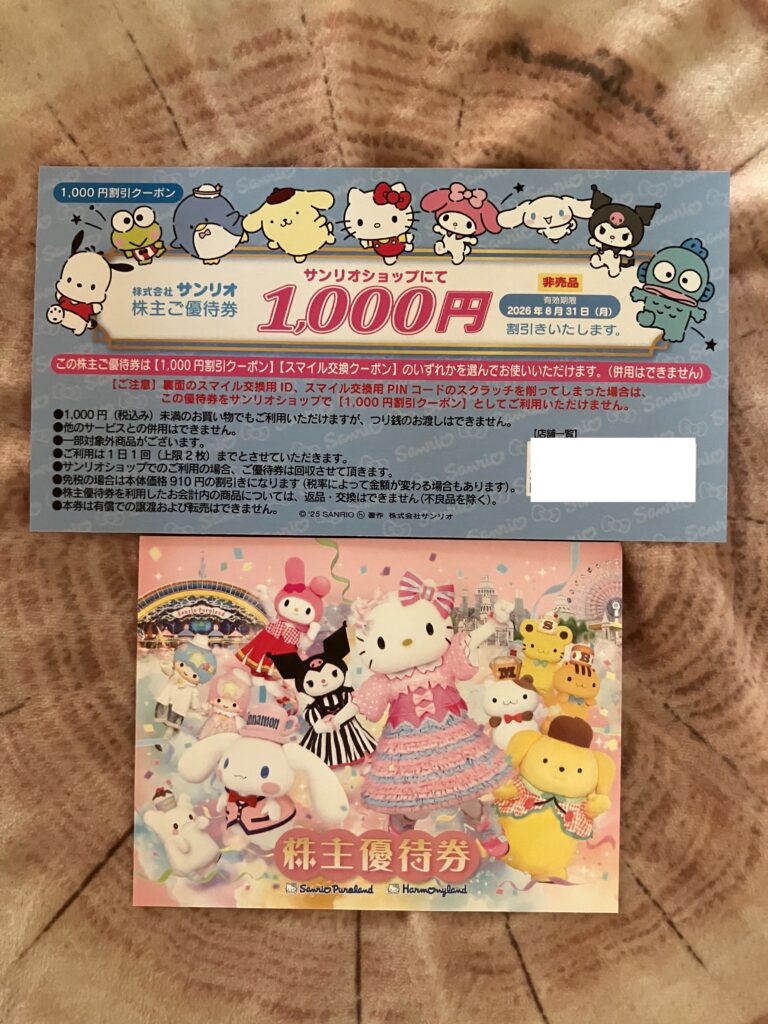 1,000円割引クーポン
株式会社 サンリオ
株主ご優待券
サンリオショップにて
1,000円
非売品
有効期限
2026年8月31日（月）
割引きいたします。
この株主ご優待券は【1,000円割引クーポン】【スマイル交換クーポン】のいずれかを選んでお使いいただけます。（併用はできません）
【ご注意】裏面のスマイル交換用ID、スマイル交換用PINコードのスクラッチを削ってしまった場合は、
この優待券をサンリオショップで【1,000円割引クーポン】としてご利用いただけません。
●1,000円（税込み）未満のお買い物でもご利用いただけますが、つり銭のお渡しはできません。
●他のサービスとの併用はできません。
●一部対象外商品がございます。
●ご利用は1日1回（上限2枚）までとさせていただきます。
●サンリオショップでのご利用の場合、ご優待券は回収させて頂きます。
●免税の場合は本体価格910円の割引きになります（税率によって金額が変わる場合もあります）。
●株主優待券を利用したお会計内の商品については、返品・交換はできません（不良品を除く）。
●本券は有償での譲渡および転売はできません。
【店舗一覧】
© '25 SANRIO Ⓗ 著作 株式会社サンリオ
Sanrio Puroland
Cinnamon
M
S
B
株主優待券
Sanrio Puroland
Harmonyland